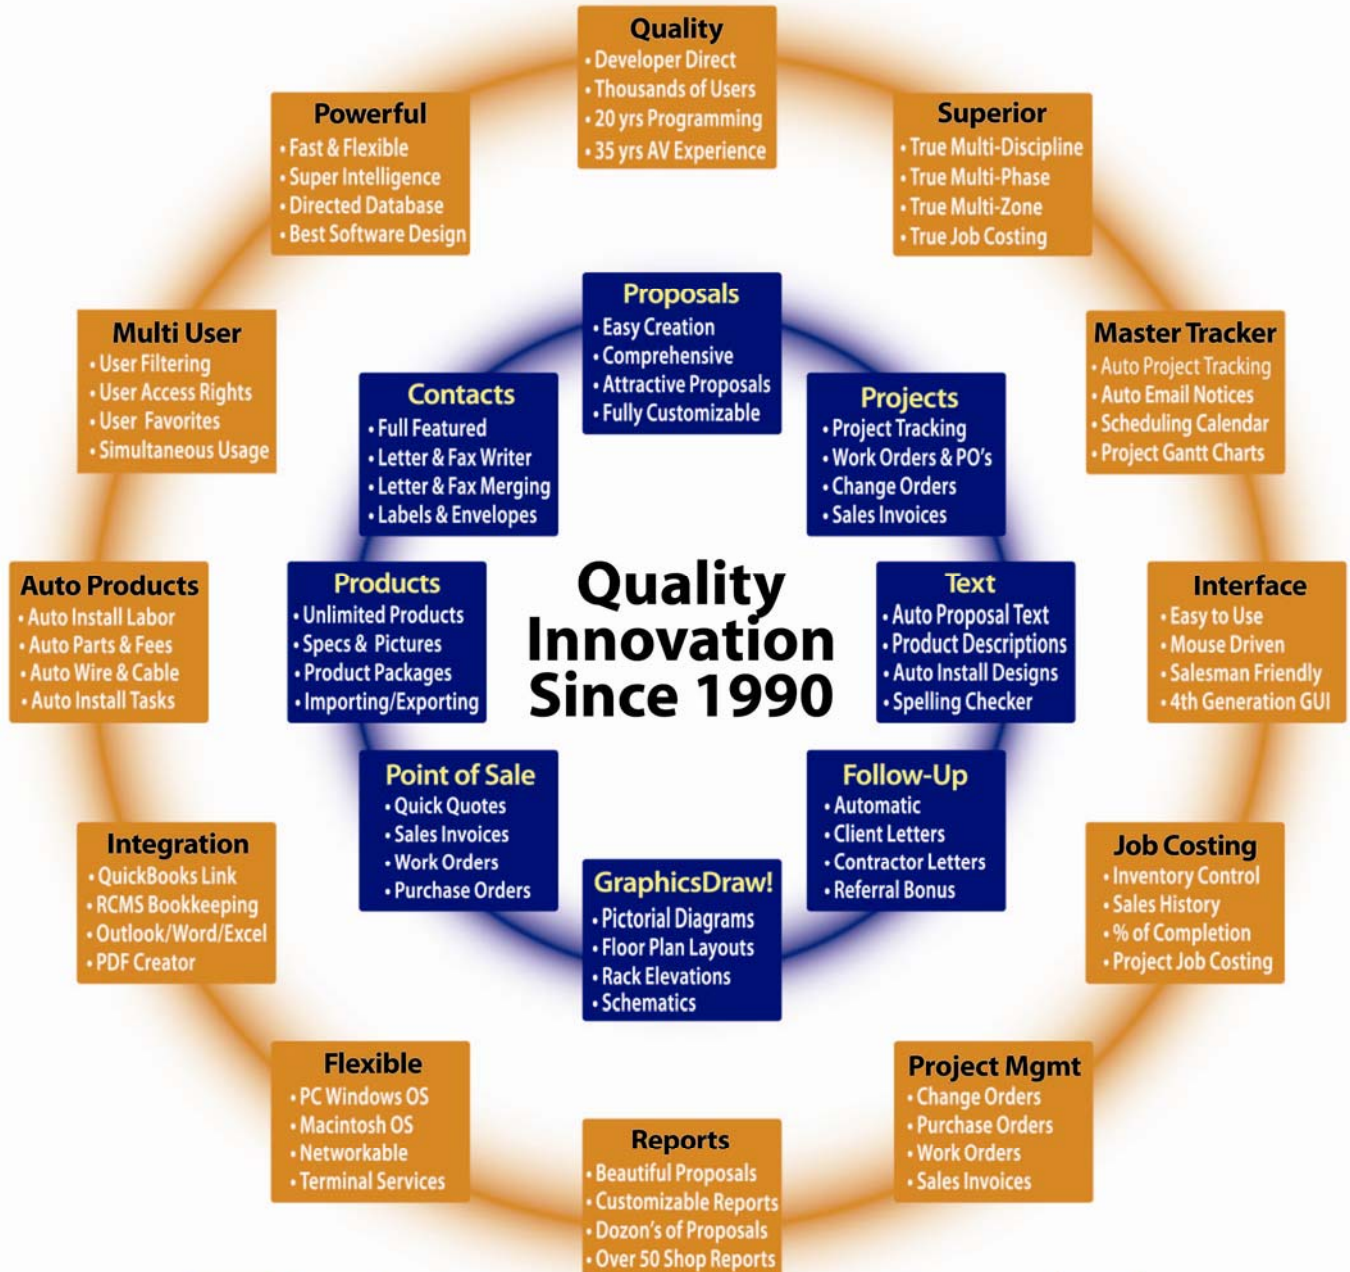 Quality
• Developer Direct
• Thousands of Users
• 20 yrs Programming
• 35 yrs AV Experience
Powerful
• Fast & Flexible
• Super Intelligence
• Directed Database
• Best Software Design
Superior
• True Multi-Discipline
• True Multi-Phase
• True Multi-Zone
• True Job Costing
Proposals
• Easy Creation
• Comprehensive
• Attractive Proposals
• Fully Customizable
Multi User
• User Filtering
• User Access Rights
• User Favorites
• Simultaneous Usage
Contacts
• Full Featured
• Letter & Fax Writer
• Letter & Fax Merging
• Labels & Envelopes
Projects
• Project Tracking
• Work Orders & PO's
• Change Orders
• Sales Invoices
Master Tracker
• Auto Project Tracking
• Auto Email Notices
• Scheduling Calendar
• Project Gantt Charts
Auto Products
• Auto Install Labor
• Auto Parts & Fees
• Auto Wire & Cable
• Auto Install Tasks
Products
• Unlimited Products
• Specs & Pictures
• Product Packages
• Importing/Exporting
Quality
Innovation
Since 1990
Text
• Auto Proposal Text
• Product Descriptions
• Auto Install Designs
• Spelling Checker
Interface
• Easy to Use
• Mouse Driven
• Salesman Friendly
• 4th Generation GUI
Point of Sale
• Quick Quotes
• Sales Invoices
• Work Orders
• Purchase Orders
Follow-Up
• Automatic
• Client Letters
• Contractor Letters
• Referral Bonus
Integration
• QuickBooks Link
• RCMS Bookkeeping
• Outlook/Word/Excel
• PDF Creator
GraphicsDraw!
• Pictorial Diagrams
• Floor Plan Layouts
• Rack Elevations
• Schematics
Job Costing
• Inventory Control
• Sales History
• % of Completion
• Project Job Costing
Flexible
• PC Windows OS
• Macintosh OS
• Networkable
• Terminal Services
Reports
• Beautiful Proposals
• Customizable Reports
• Dozon's of Proposals
• Over 50 Shop Reports
Project Mgmt
• Change Orders
• Purchase Orders
• Work Orders
• Sales Invoices